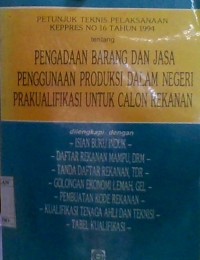 PETUNJUK TEKNIS PELAKSANAAN
KEPPRES NO 16 TAHUN 1994
tentang
PENGADAAN BARANG DAN JASA
PENGGUNAAN PRODUKSI DALAM NEGERI
PRAKUALIFIKASI UNTUK CALON REKANAN
dilengkapi dengan
- ISIAN BUKU INDUK -
- DAFTAR REKANAN MAMPU, DRM -
- TANDA DAFTAR REKANAN, TDR -
- GOLONGAN EKONOMI LEMAH, GEL -
- PEMBUATAN KODE REKANAN -
- KUALIFIKASI TENAGA AHLI DAN TEKNISI -
- TABEL KUALIFIKASI -